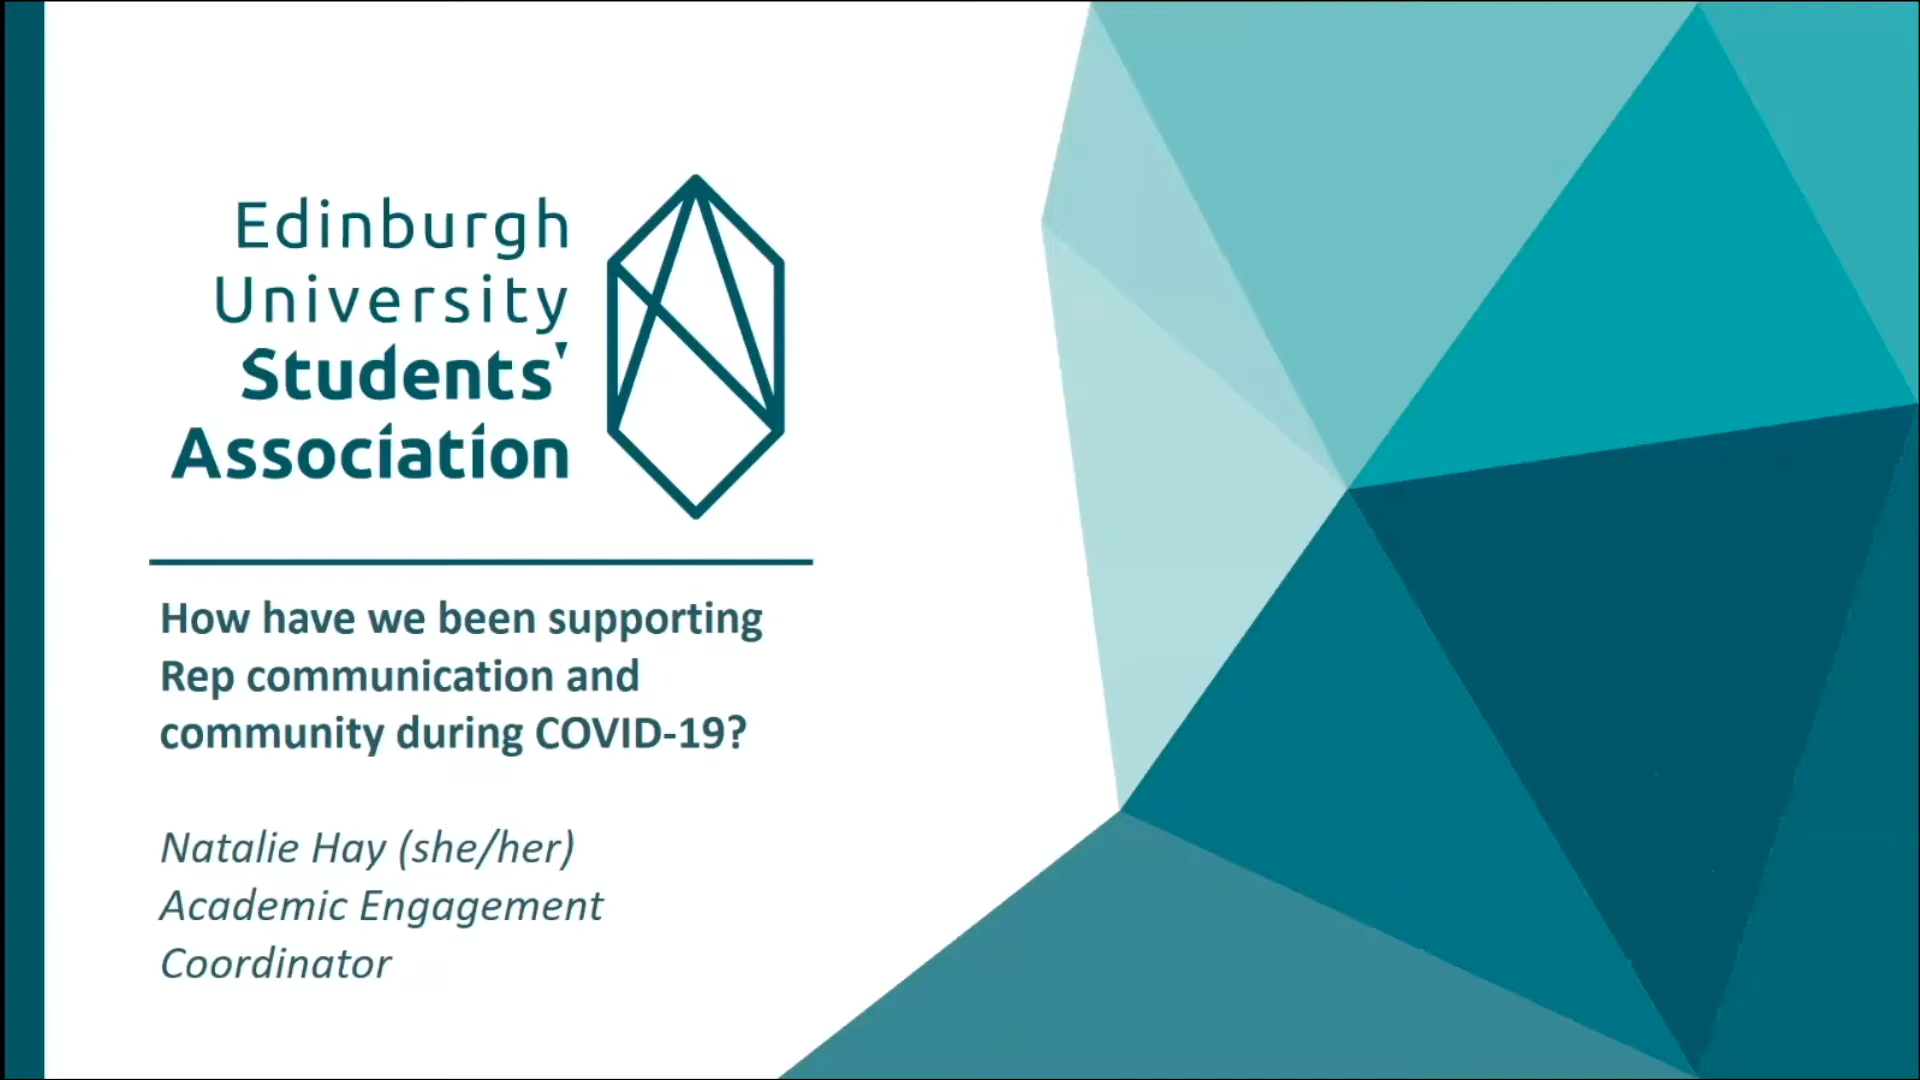 Edinburgh
University
Students'
Association
How have we been supporting
Rep communication and
community during COVID-19?
Natalie Hay (she/her)
Academic Engagement
Coordinator